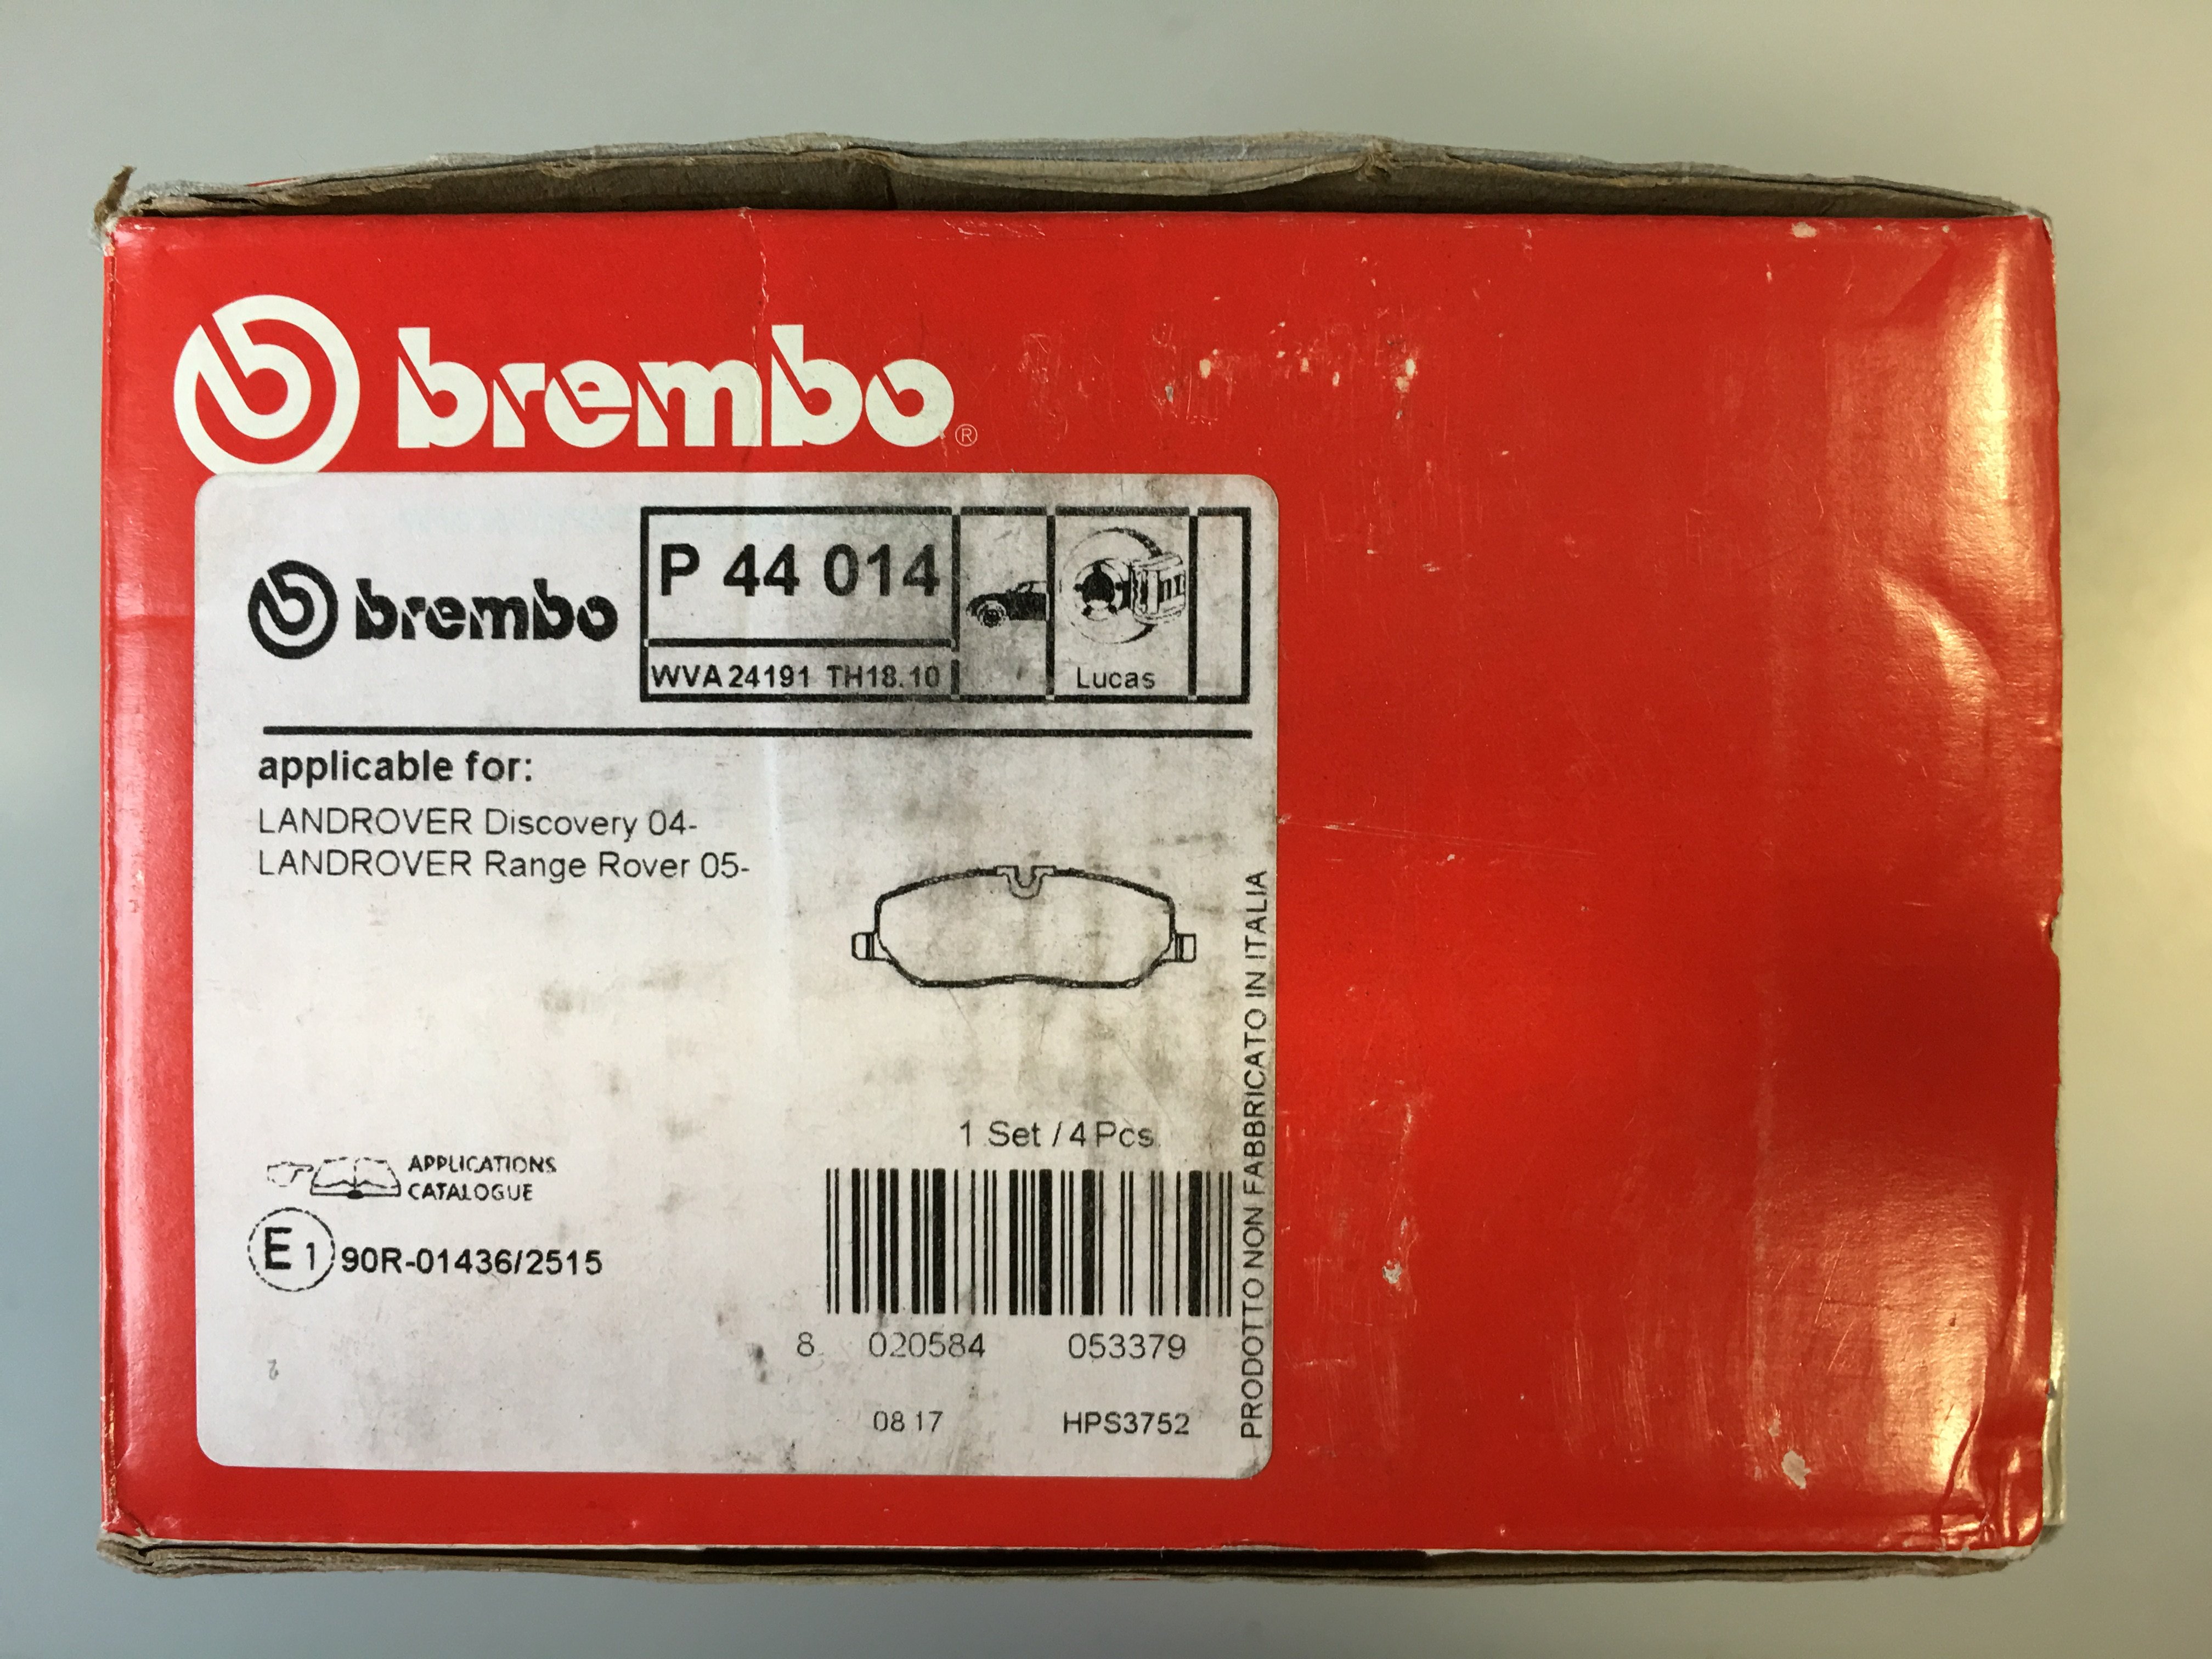 brembo®
brembo
P 44 014
WVA 24191 TH18.10
Lucas
applicable for:
LANDROVER Discovery 04-
LANDROVER Range Rover 05-
1 Set / 4 Pcs.
APPLICATIONS
CATALOGUE
E1 90R-01436/2515
8 020584 053379
2
08 17 HPS3752
PRODOTTO NON FABBRICATO IN ITALIA